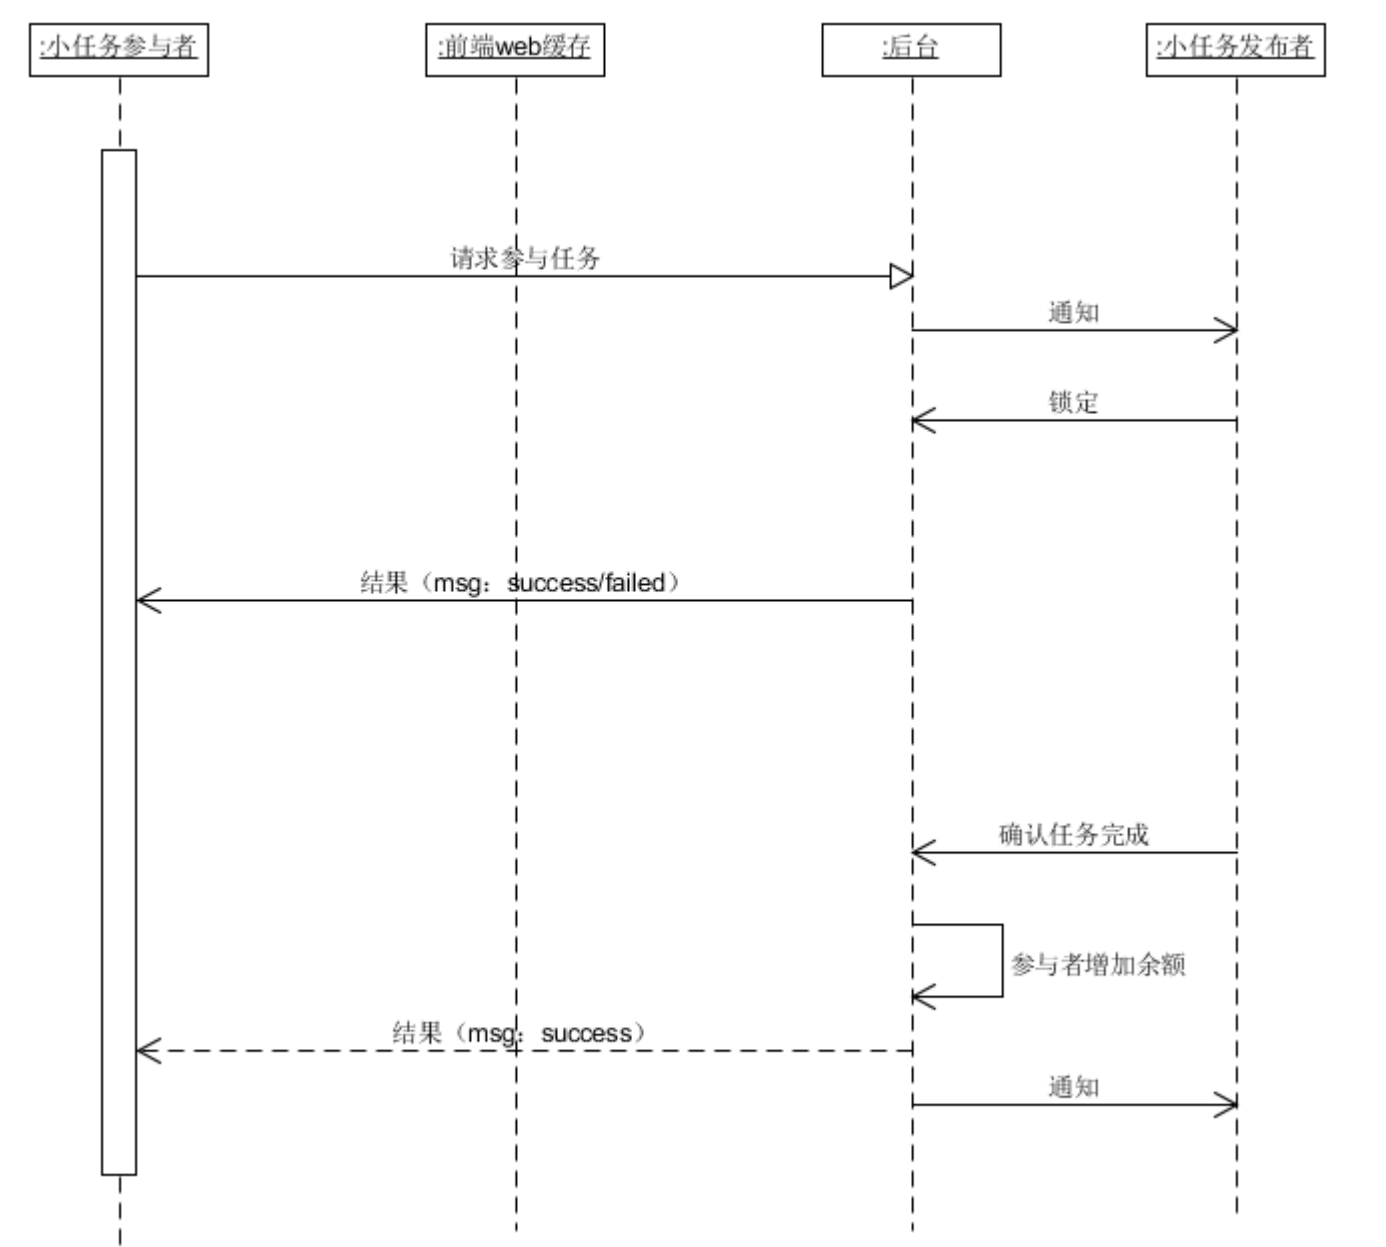 :小任务参与者
:前端web缓存
:后台
:小任务发布者
请求参与任务
通知
锁定
结果（msg：success/failed）
确认任务完成
参与者增加余额
结果（msg：success）
通知